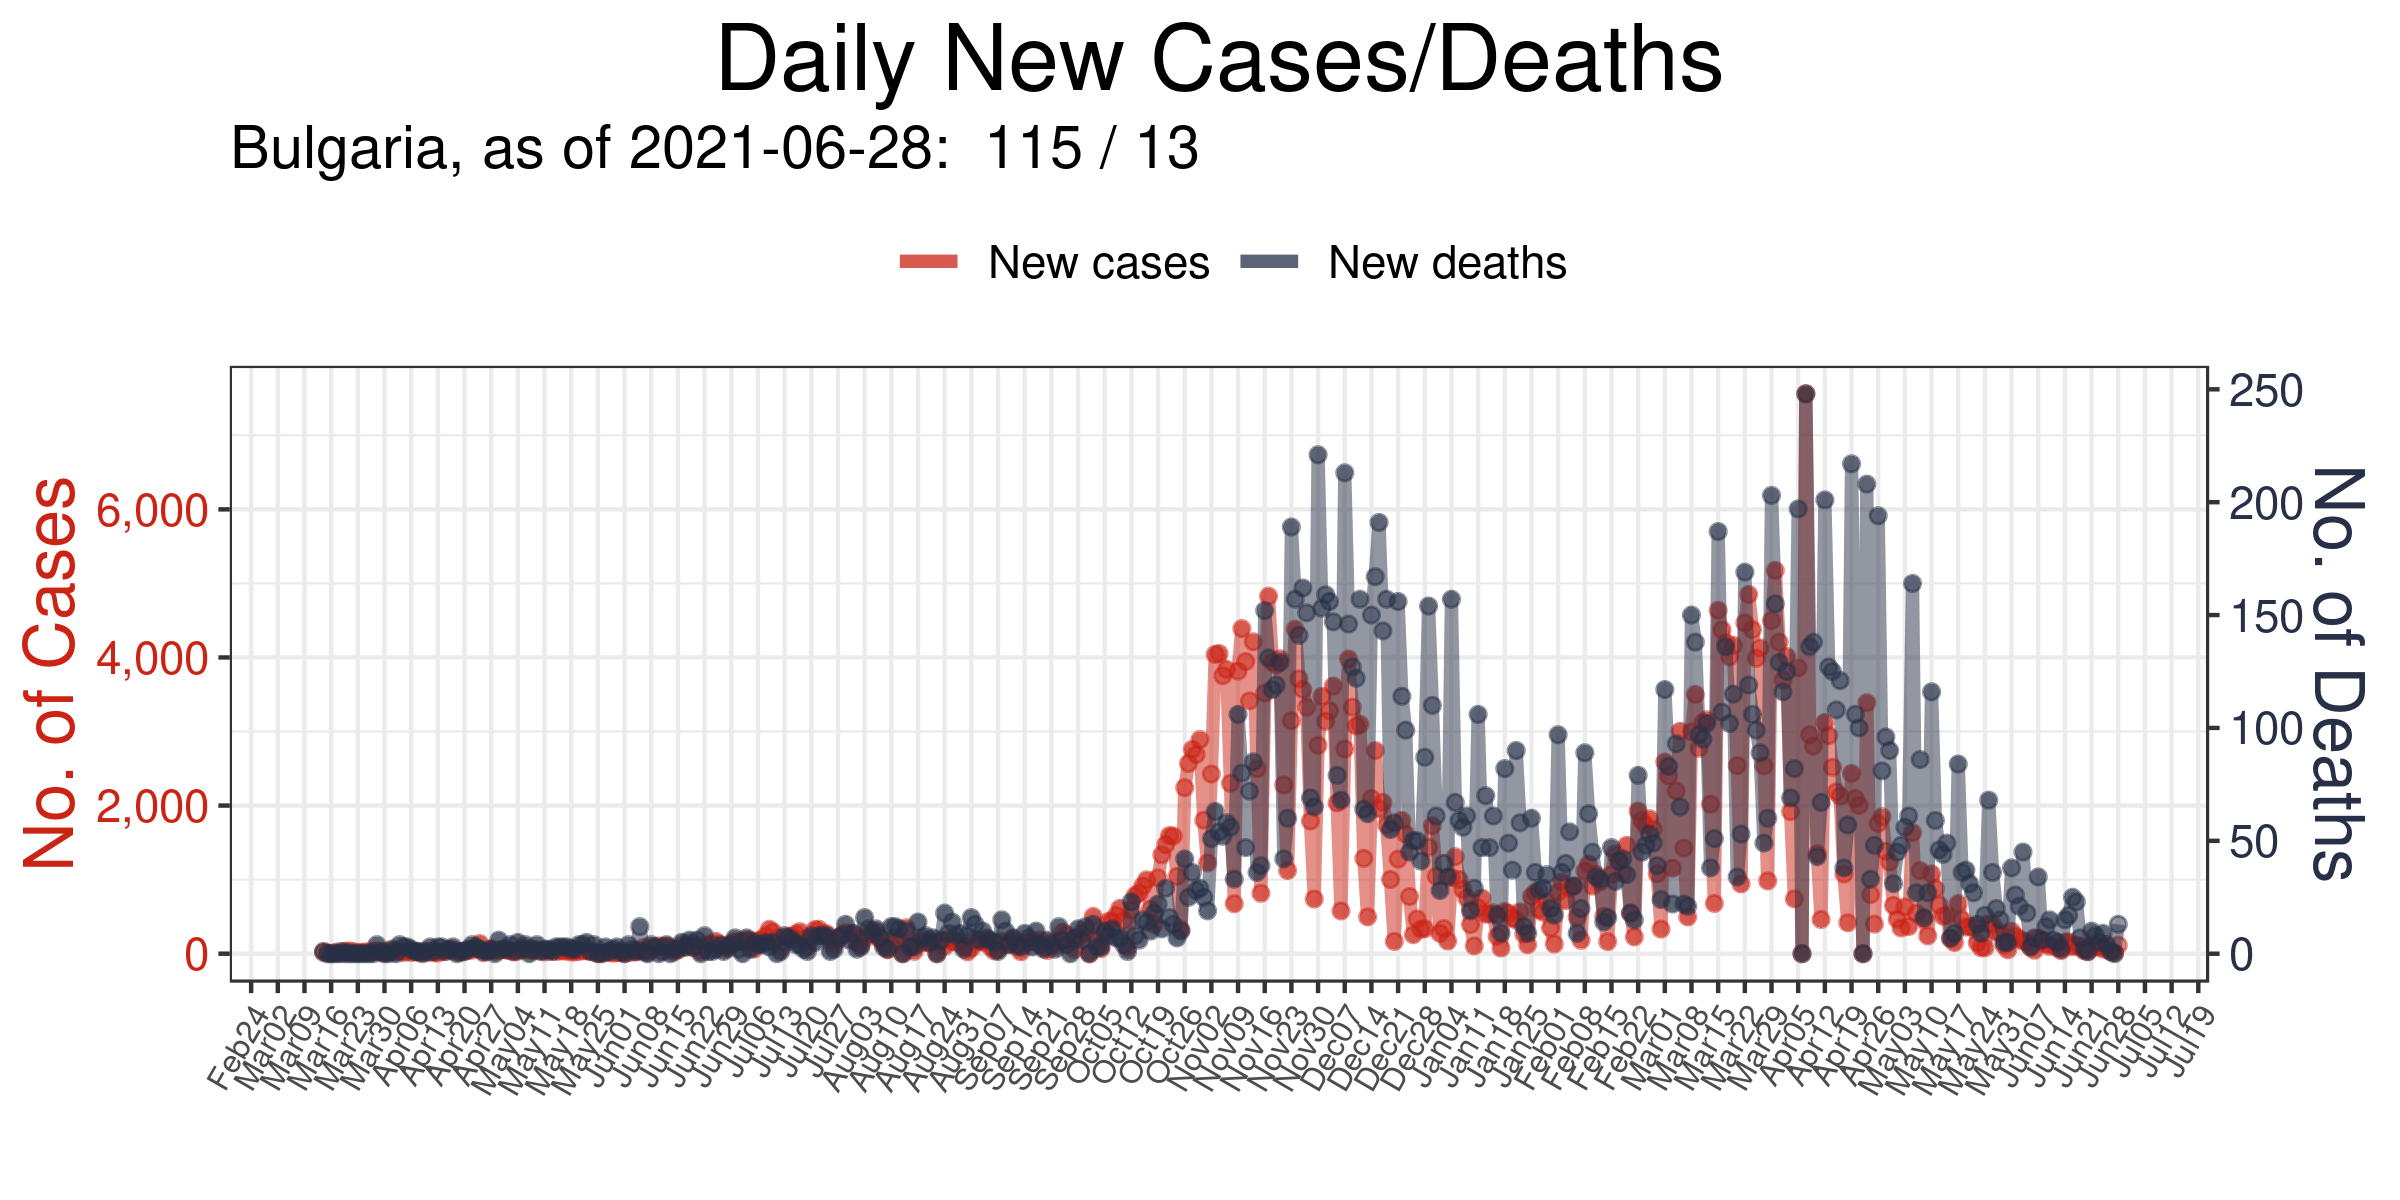 Daily New Cases/Deaths
Bulgaria, as of 2021-06-28:  115 / 13
New cases
New deaths
No. of Cases
6,000
4,000
2,000
0
250
200
150
100
50
0
No. of Deaths
Feb24
Mar02
Mar09
Mar16
Mar23
Mar30
Apr06
Apr13
Apr20
Apr27
May04
May11
May18
May25
Jun01
Jun08
Jun15
Jun22
Jun29
Jul06
Jul13
Jul20
Jul27
Aug03
Aug10
Aug17
Aug24
Aug31
Sep07
Sep14
Sep21
Sep28
Oct05
Oct12
Oct19
Oct26
Nov02
Nov09
Nov16
Nov23
Nov30
Dec07
Dec14
Dec21
Dec28
Jan04
Jan11
Jan18
Jan25
Feb01
Feb08
Feb15
Feb22
Mar01
Mar08
Mar15
Mar22
Mar29
Apr05
Apr12
Apr19
Apr26
May03
May10
May17
May24
May31
Jun07
Jun14
Jun21
Jun28
Jul05
Jul12
Jul19